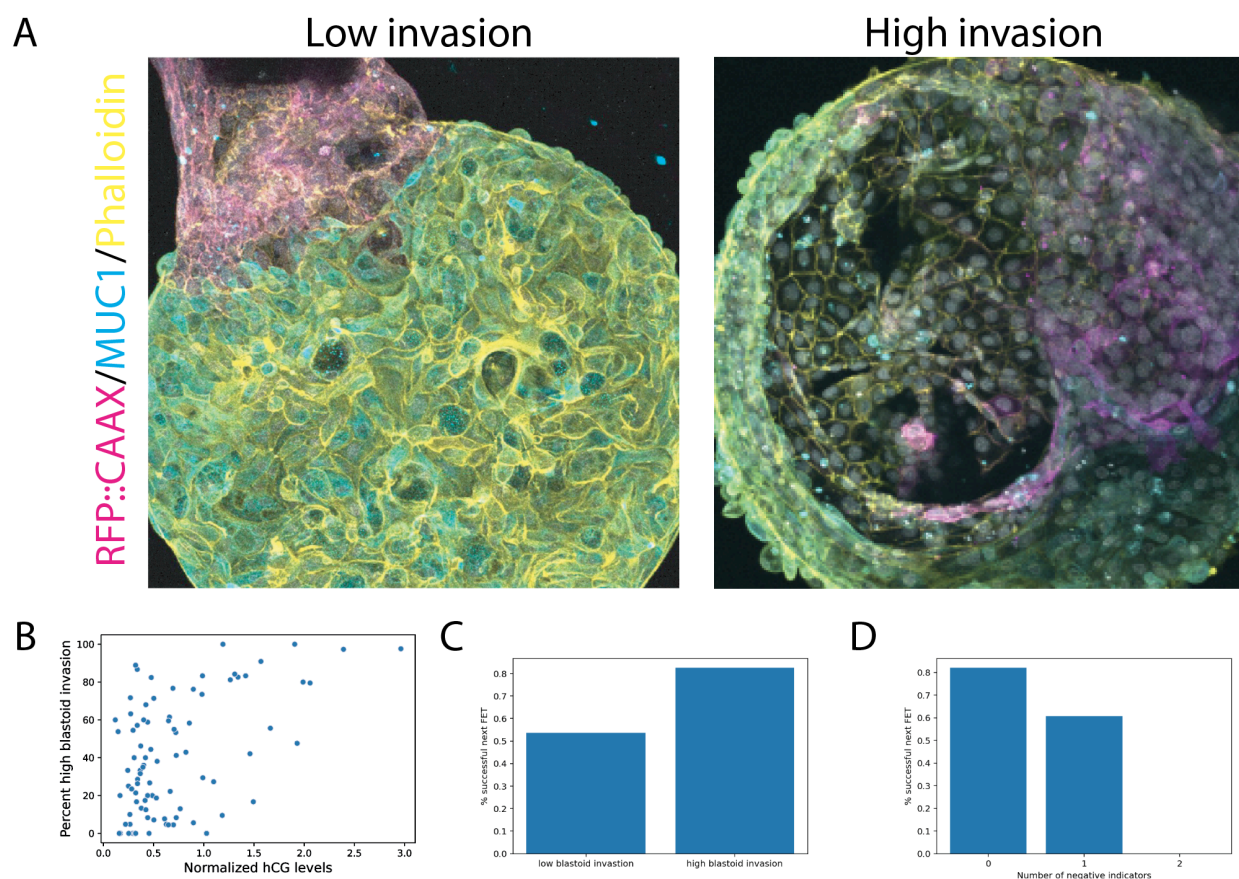 A
Low invasion
High invasion
RFP::CAAX/MUC1/Phalloidin
B
Percent high blastoid invasion
100
80
60
40
20
0
0.0 0.5 1.0 1.5 2.0 2.5 3.0
Normalized hCG levels
C
% successful next FET
0.8
0.7
0.6
0.5
0.4
0.3
0.2
0.1
0.0
low blastoid invastion
high blastoid invasion
D
% successful next FET
0.8
0.7
0.6
0.5
0.4
0.3
0.2
0.1
0.0
0 1 2
Number of negative indicators